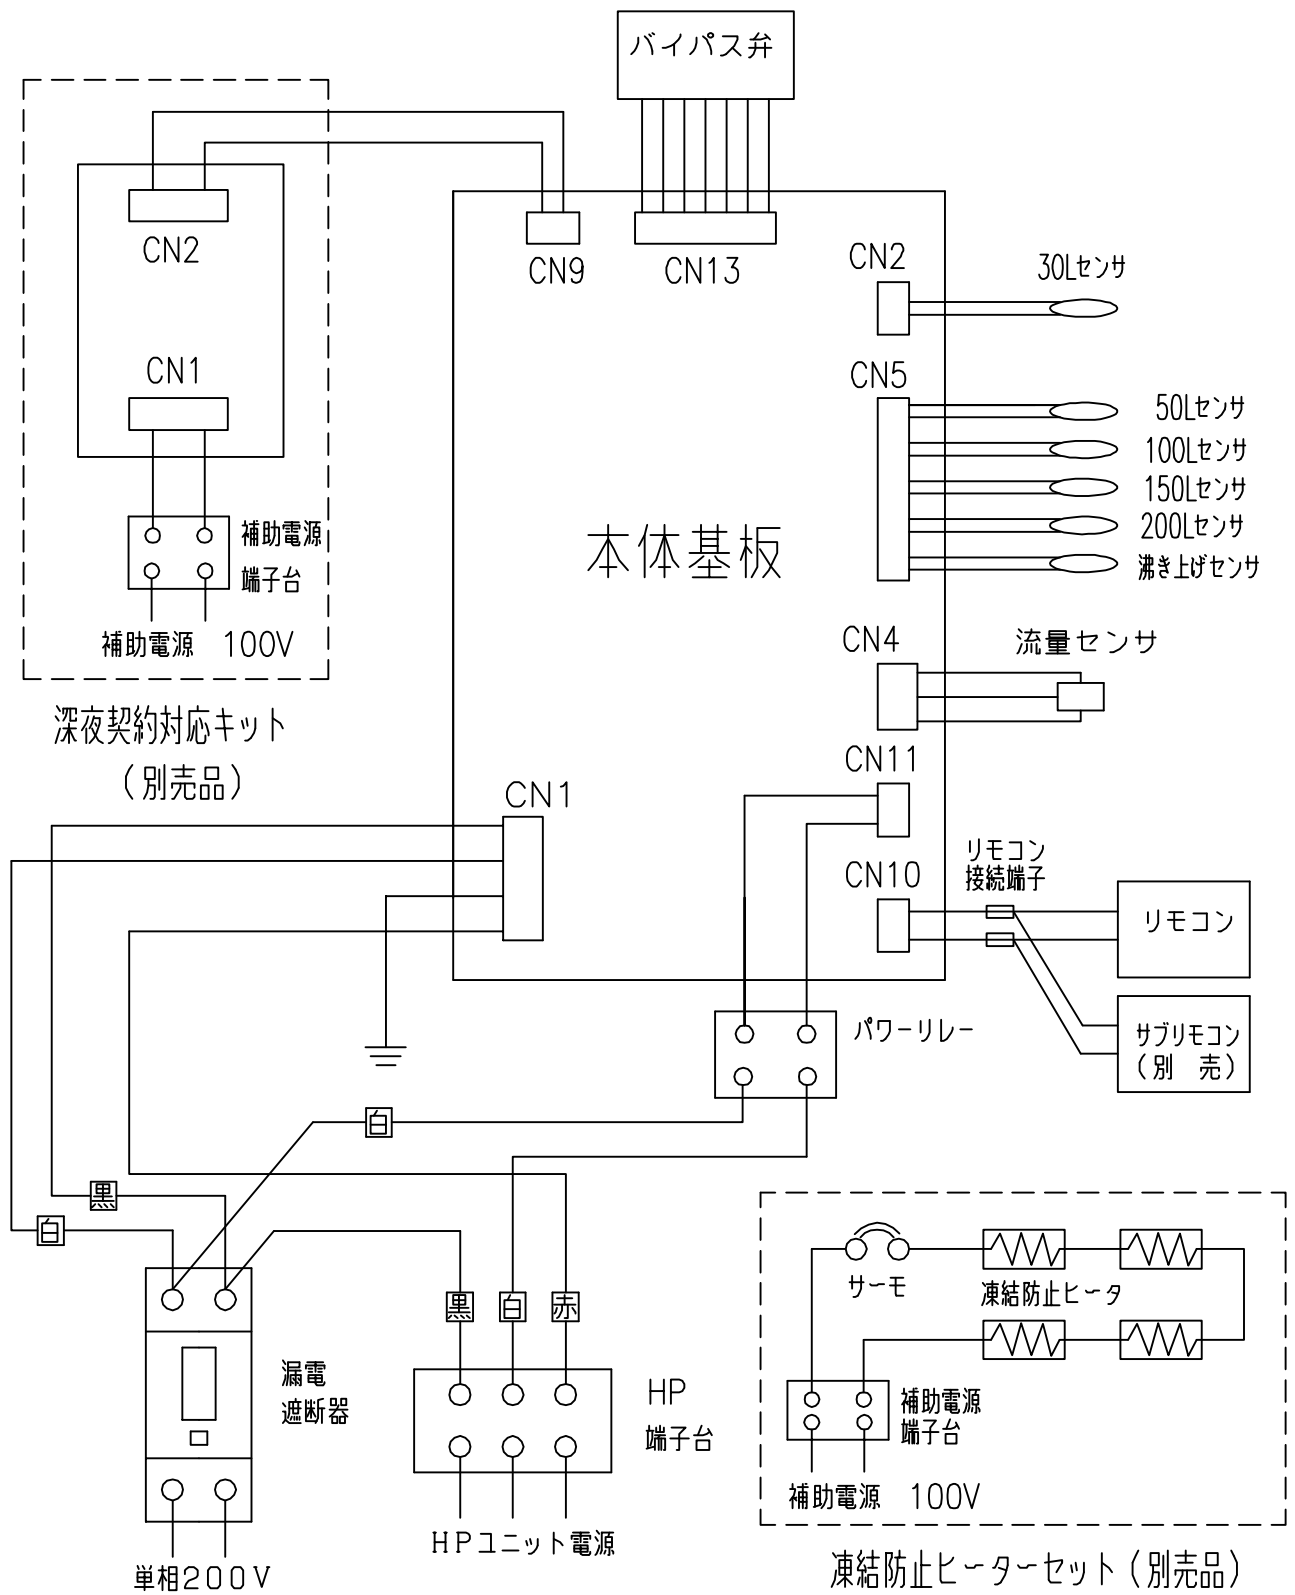 バイパス弁
CN2
CN9
CN13
CN2
30Lセンサ
CN1
CN5
50Lセンサ
100Lセンサ
150Lセンサ
200Lセンサ
沸き上げセンサ
本体基板
補助電源
端子台
補助電源 100V
CN4
流量センサ
深夜契約対応キット
(別売品)
CN11
CN1
リモコン
接続端子
CN10
リモコン
パワーリレー
サブリモコン
(別 売)
白
黒
白
サーモ
凍結防止ヒータ
黒
白
赤
漏電
遮断器
HP
端子台
補助電源
端子台
補助電源 100V
HPユニット電源
単相200V
凍結防止ヒーターセット(別売品)